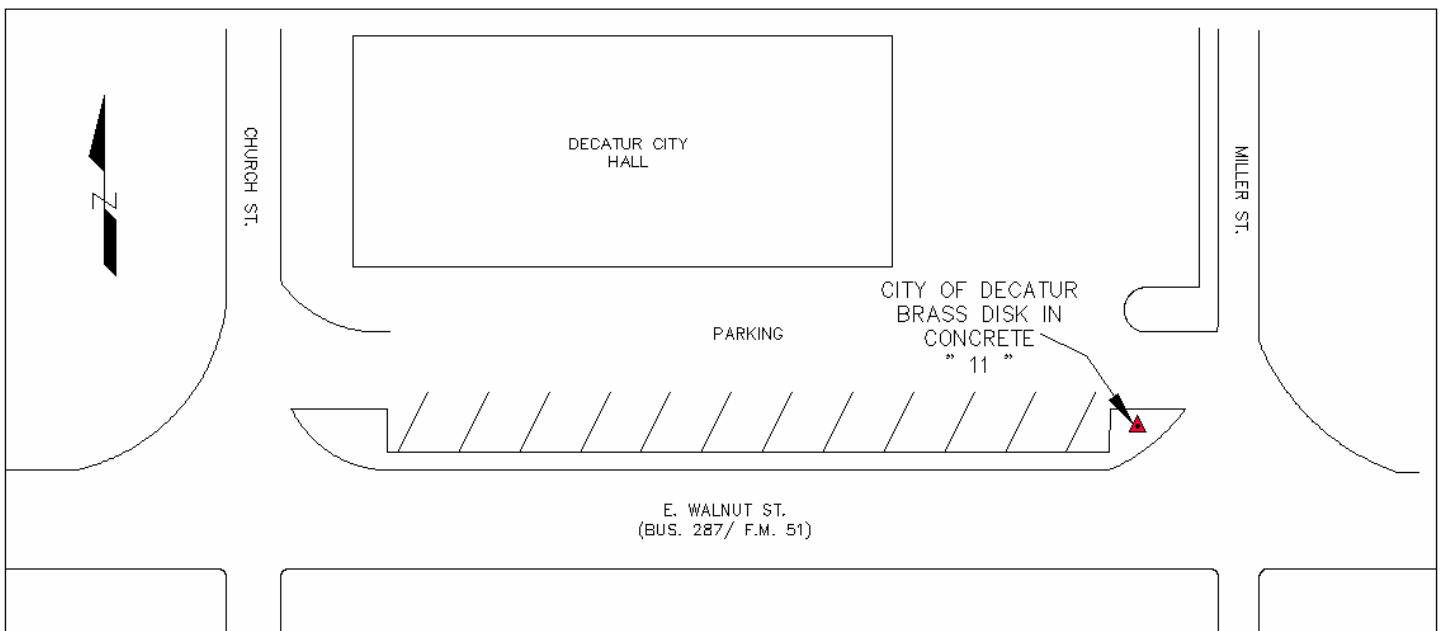 DECATUR CITY
HALL
CHURCH ST.
MILLER ST.
N
CITY OF DECATUR
BRASS DISK IN
CONCRETE
" 11 "
PARKING
E. WALNUT ST.
(BUS. 287/ F.M. 51)